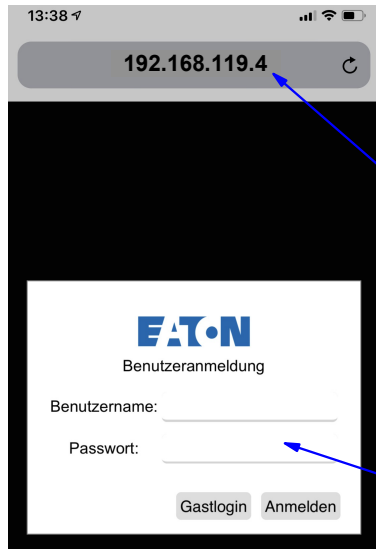 13:38
192.168.119.4
EATON
Benutzeranmeldung
Benutzername:
Passwort:
Gastlogin Anmelden